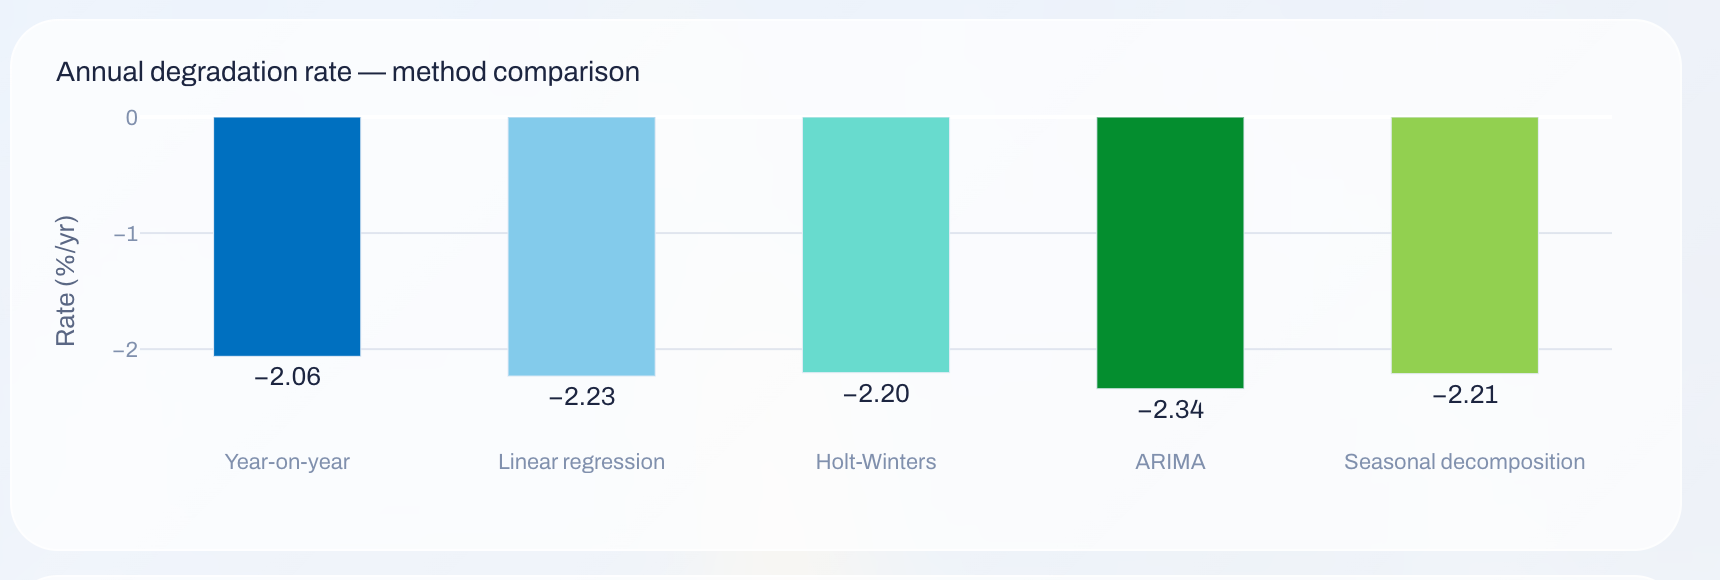 Annual degradation rate — method comparison
0
−1
−2
Rate (%/yr)
−2.06
−2.23
−2.20
−2.34
−2.21
Year-on-year
Linear regression
Holt-Winters
ARIMA
Seasonal decomposition